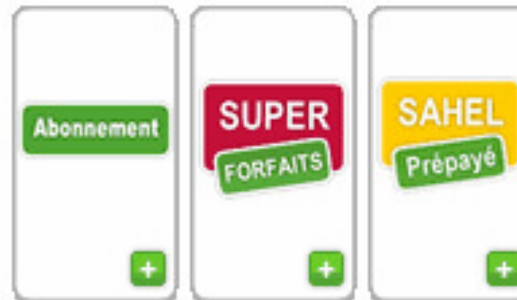 Abonnement
SUPER
FORFAITS
SAHEL
Prépayé
+
+
+